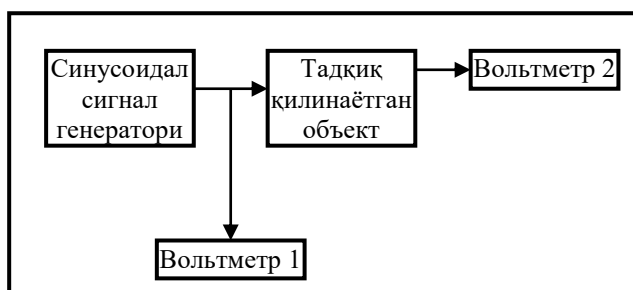 Синусоидал
сигнал
генератори
Тадқиқ
қилинаётган
объект
Вольтметр 2
Вольтметр 1